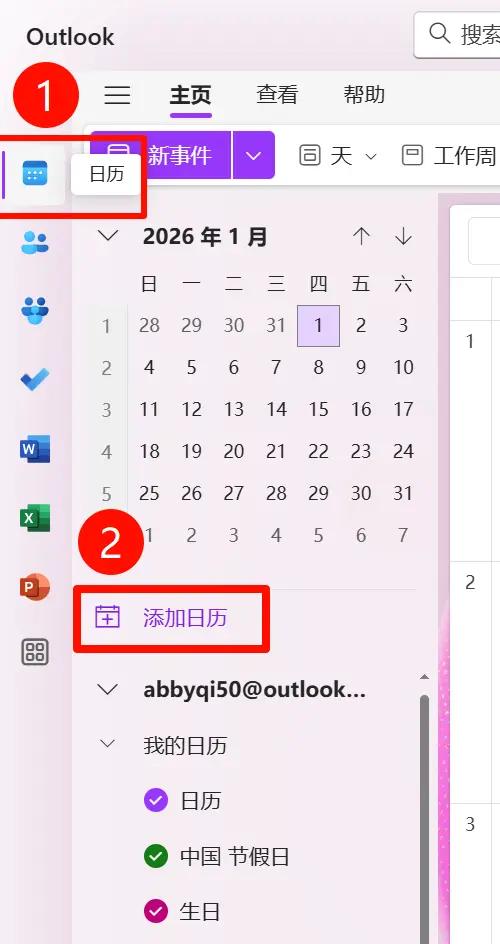 Outlook
搜索
1
主页 查看 帮助
新事件 天 工作周
日历
2026 年 1 月
日 一 二 三 四 五 六
1 28 29 30 31 1 2 3
2 4 5 6 7 8 9 10
3 11 12 13 14 15 16 17
4 18 19 20 21 22 23 24
5 25 26 27 28 29 30 31
1 2 3 4 5 6 7
2
添加日历
abbyqi50@outlook...
我的日历
日历
中国 节假日
生日
1
2
3